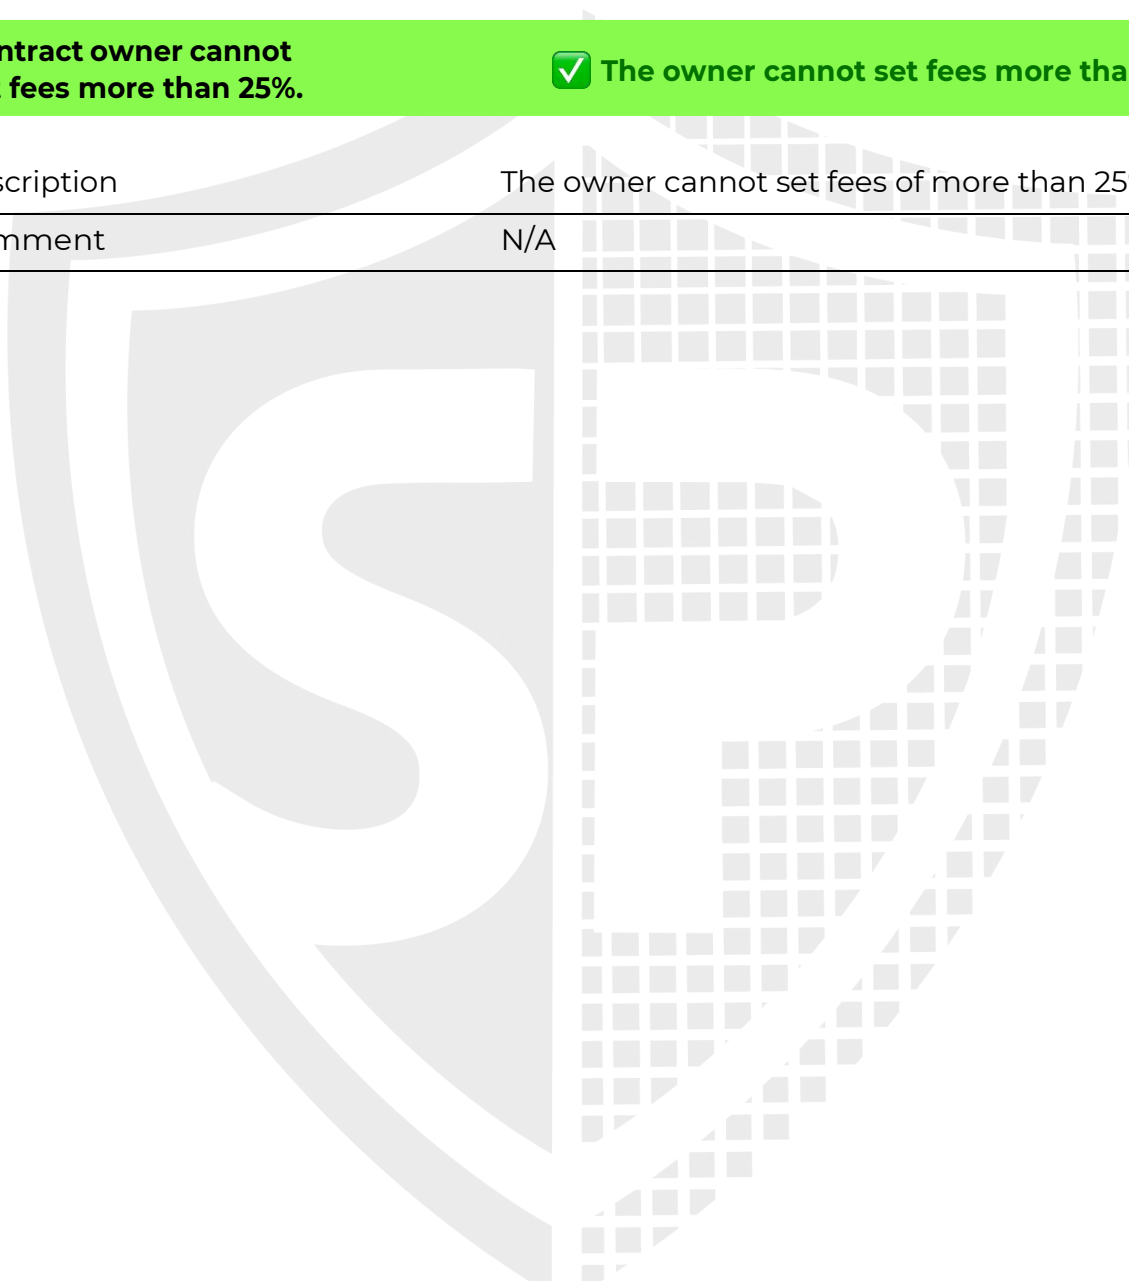 ntract owner cannot
t fees more than 25%.
✅ The owner cannot set fees more tha
scription
The owner cannot set fees of more than 25%
mment
N/A
SP